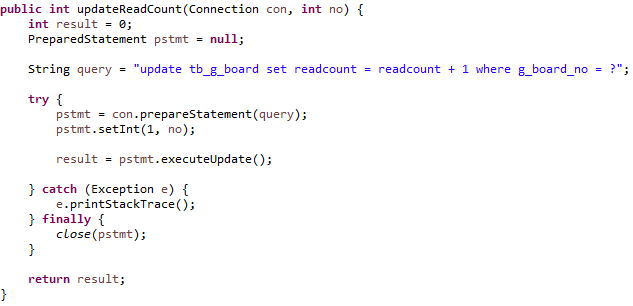 public int updateReadCount(Connection con, int no) {
    int result = 0;
    PreparedStatement pstmt = null;

    String query = "update tb_g_board set readcount = readcount + 1 where g_board_no = ?";

    try {
        pstmt = con.prepareStatement(query);
        pstmt.setInt(1, no);

        result = pstmt.executeUpdate();

    } catch (Exception e) {
        e.printStackTrace();
    } finally {
        close(pstmt);
    }

    return result;
}